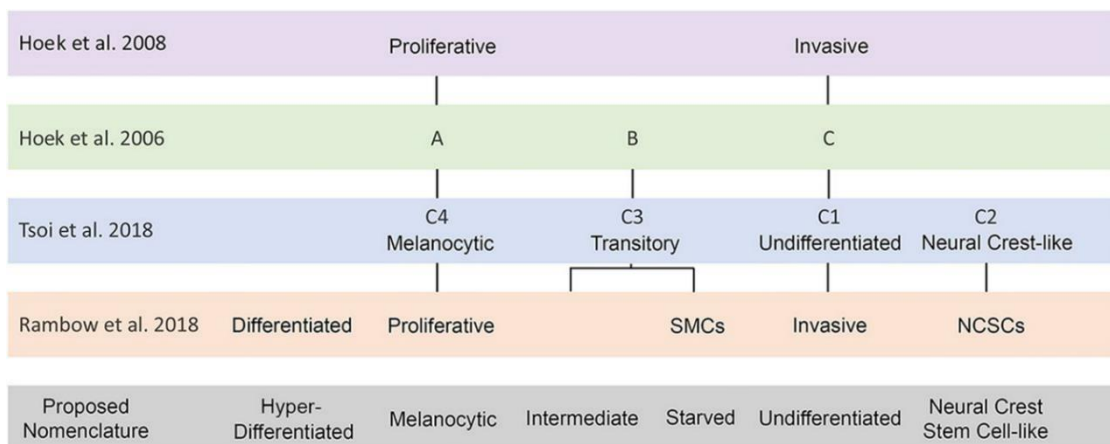 Hoek et al. 2008 Proliferative Invasive
Hoek et al. 2006 A B C
C4 C3 C1 C2
Tsoi et al. 2018 Melanocytic Transitory Undifferentiated Neural Crest-like
Rambow et al. 2018 Differentiated Proliferative SMCs Invasive NCSCs
Proposed Hyper- Neural Crest
Nomenclature Differentiated Melanocytic Intermediate Starved Undifferentiated Stem Cell-like